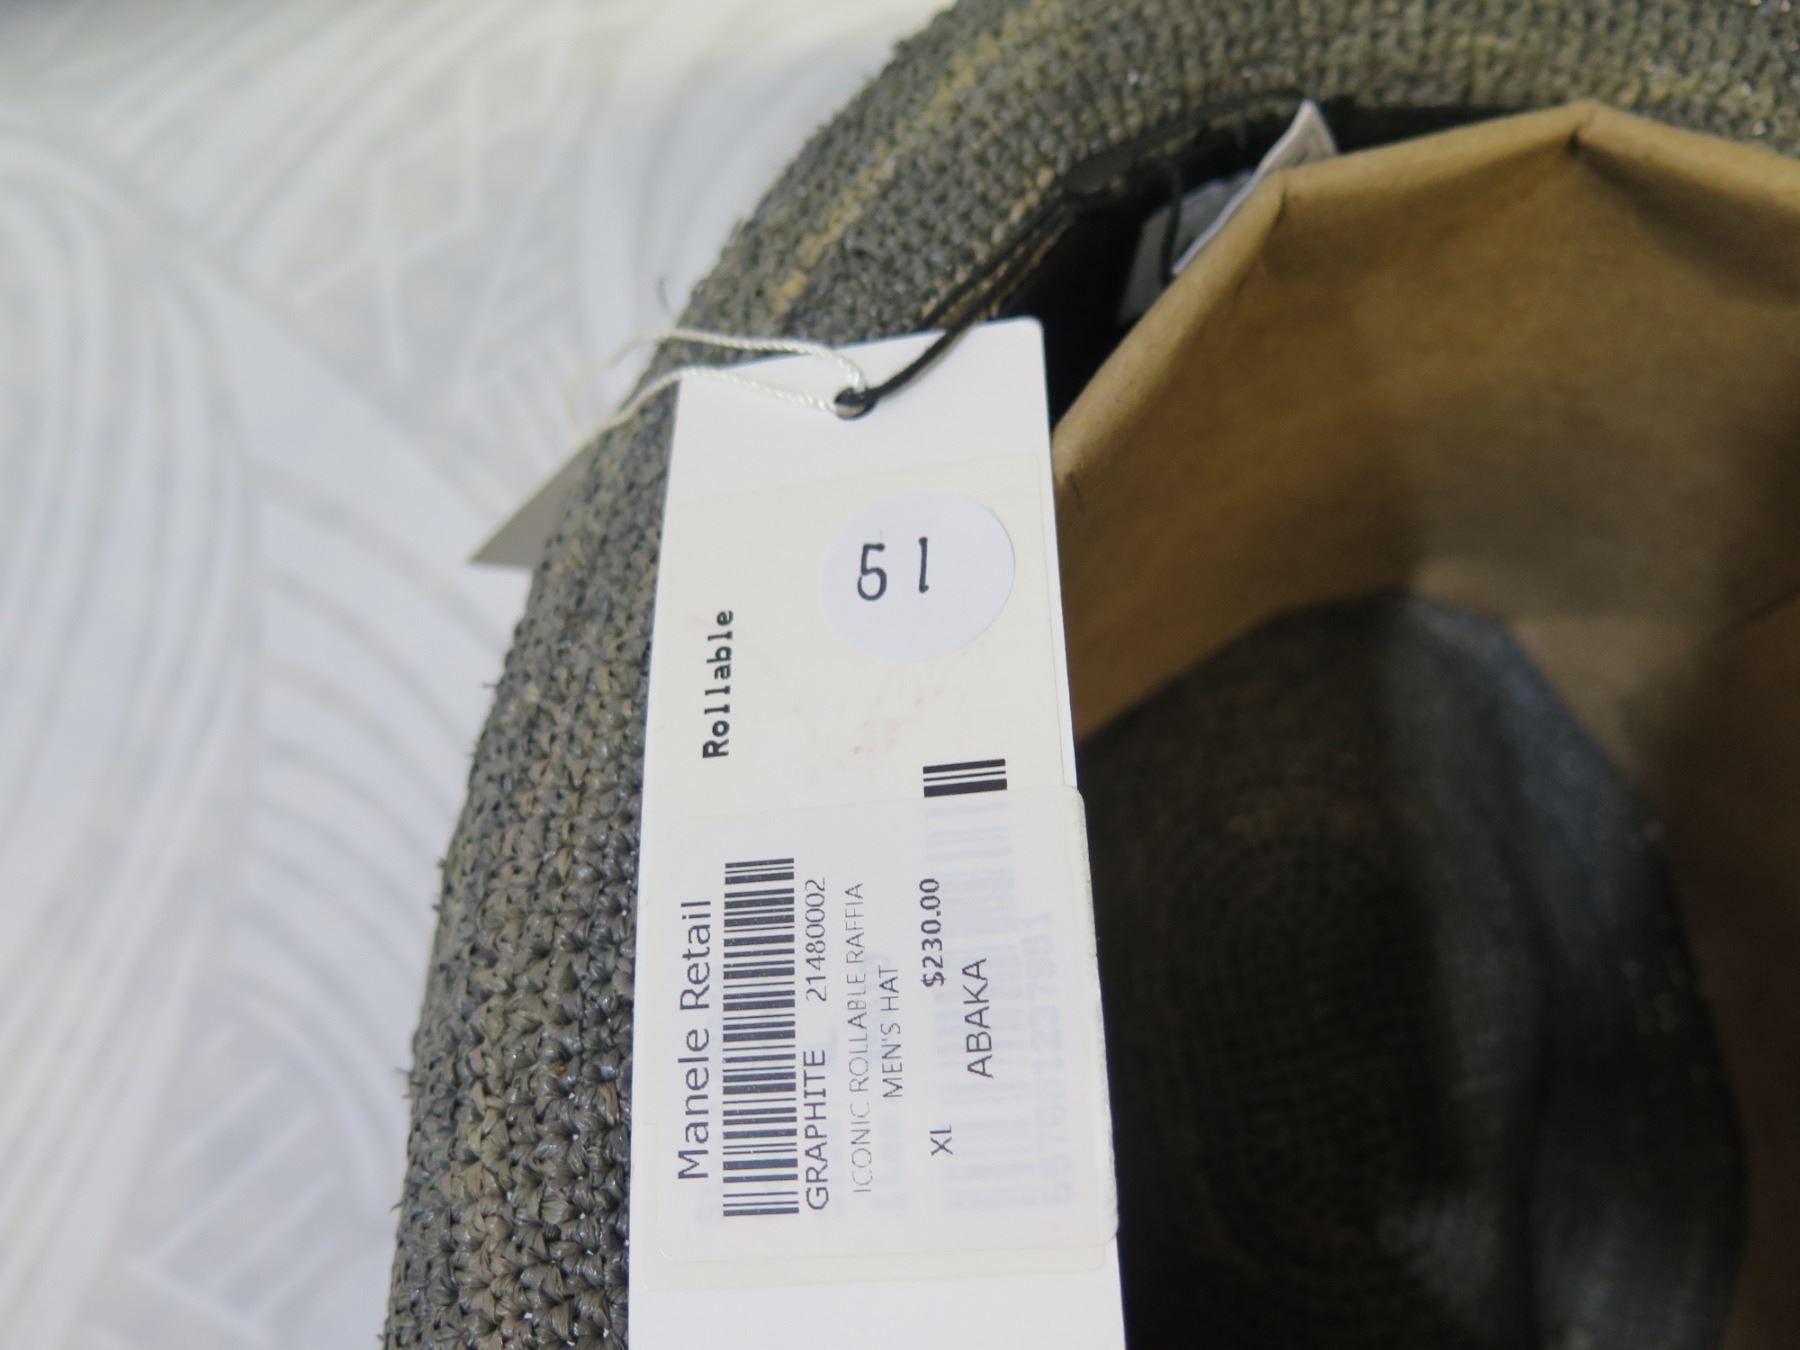 51
Rollable
Manele Retail
GRAPHITE 21480002
ICONIC ROLLABLE RAFFIA
MEN'S HAT
XL $230.00
ABAKA